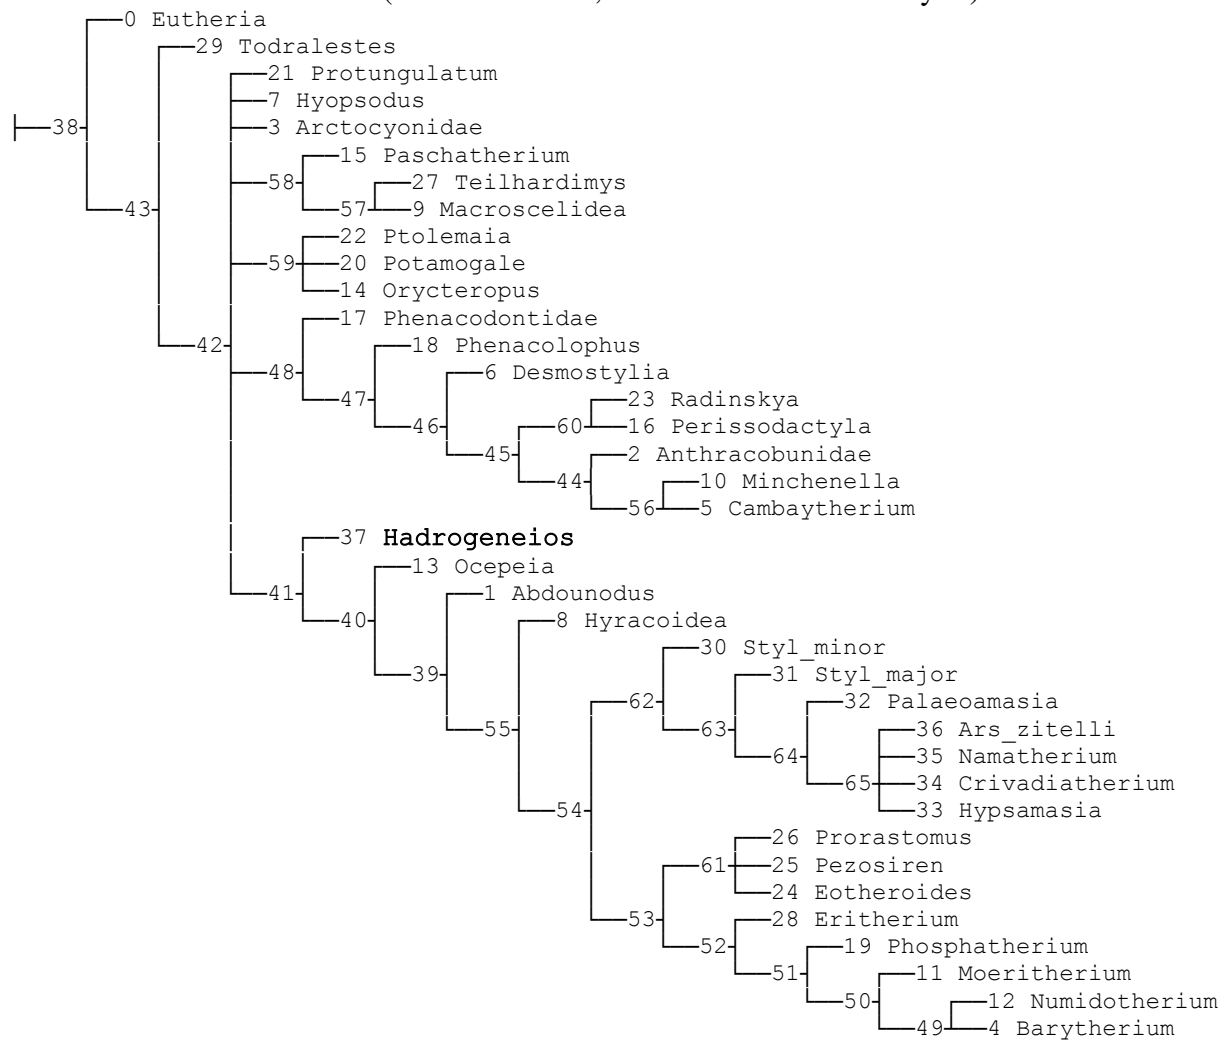 0 Eutheria
29 Todralestes
21 Protungulatum
7 Hyopsodus
38 3 Arctocyonidae
15 Paschatherium
58 27 Teilhardimys
43 57 9 Macroscelidea
22 Ptolemaia
59 20 Potamogale
14 Orycteropus
17 Phenacodontidae
42 18 Phenacolophus
48 6 Desmostylia
47 23 Radinskya
46 60 16 Perissodactyla
45 2 Anthracobunidae
44 10 Minchenella
56 5 Cambaytherium
37 Hadrogeneios
13 Ocepeia
41 1 Abdounodus
40 8 Hyracoidea
30 Styl_minor
39 31 Styl_major
62 32 Palaeoamasia
55 63 36 Ars_zitelli
64 35 Namatherium
65 34 Crivadiatherium
54 33 Hypsamasia
26 Prorastomus
61 25 Pezosiren
24 Eotheroides
53 28 Eritherium
52 19 Phosphatherium
51 11 Moeritherium
50 12 Numidotherium
49 4 Barytherium